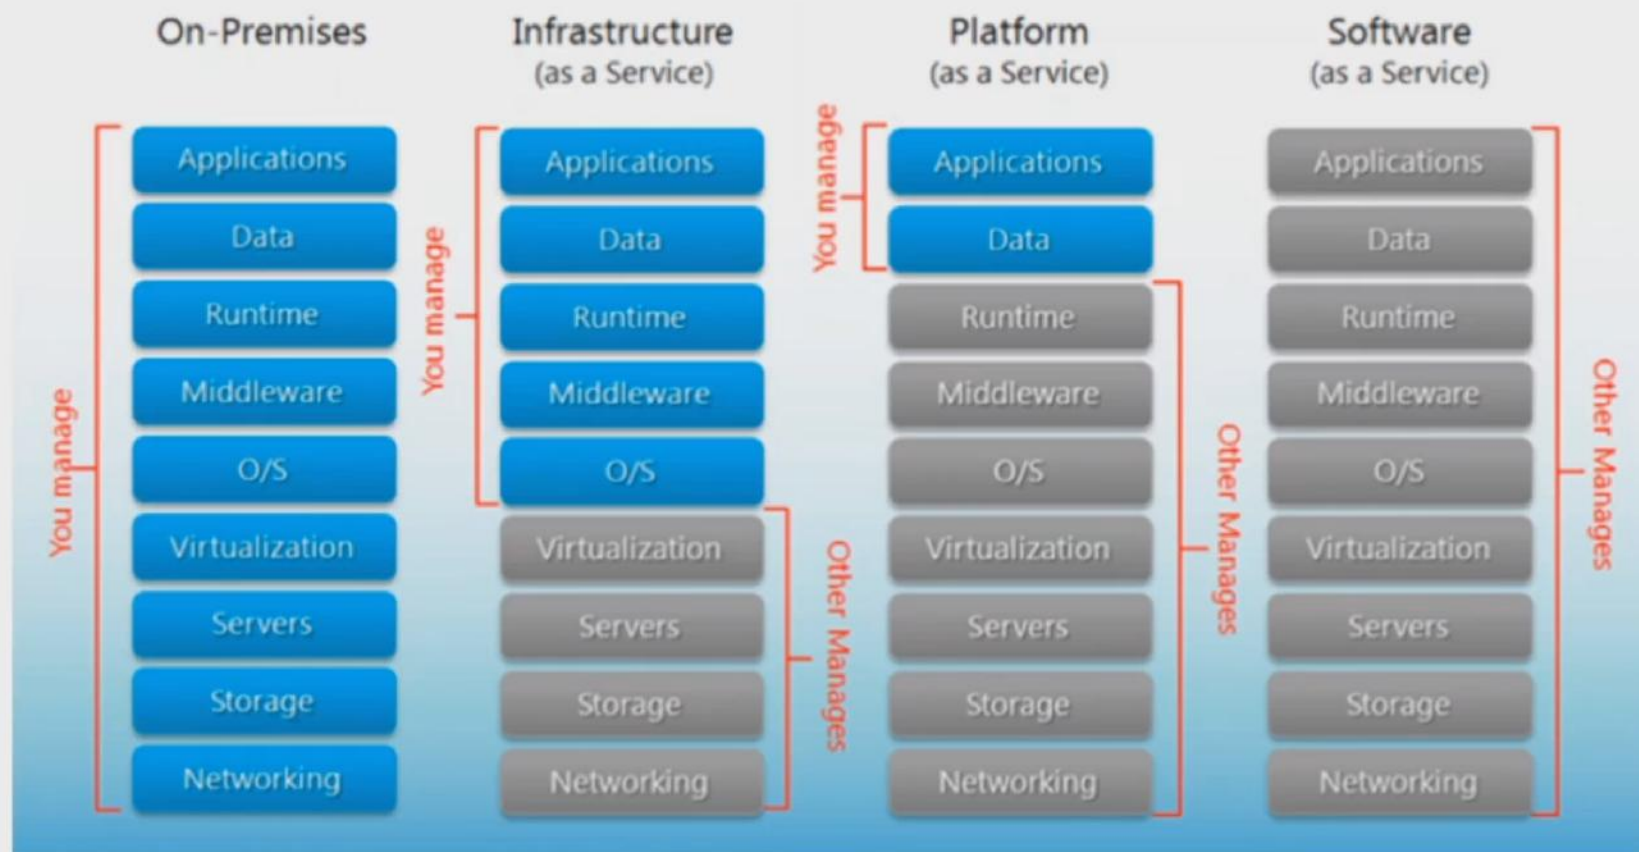 On-Premises
You manage
Applications
Data
Runtime
Middleware
O/S
Virtualization
Servers
Storage
Networking
Infrastructure
(as a Service)
You manage
Applications
Data
Runtime
Middleware
O/S
Virtualization
Servers
Storage
Networking
Other Manages
Platform
(as a Service)
You manage
Applications
Data
Runtime
Middleware
O/S
Virtualization
Servers
Storage
Networking
Other Manages
Software
(as a Service)
Applications
Data
Runtime
Middleware
O/S
Virtualization
Servers
Storage
Networking
Other Manages